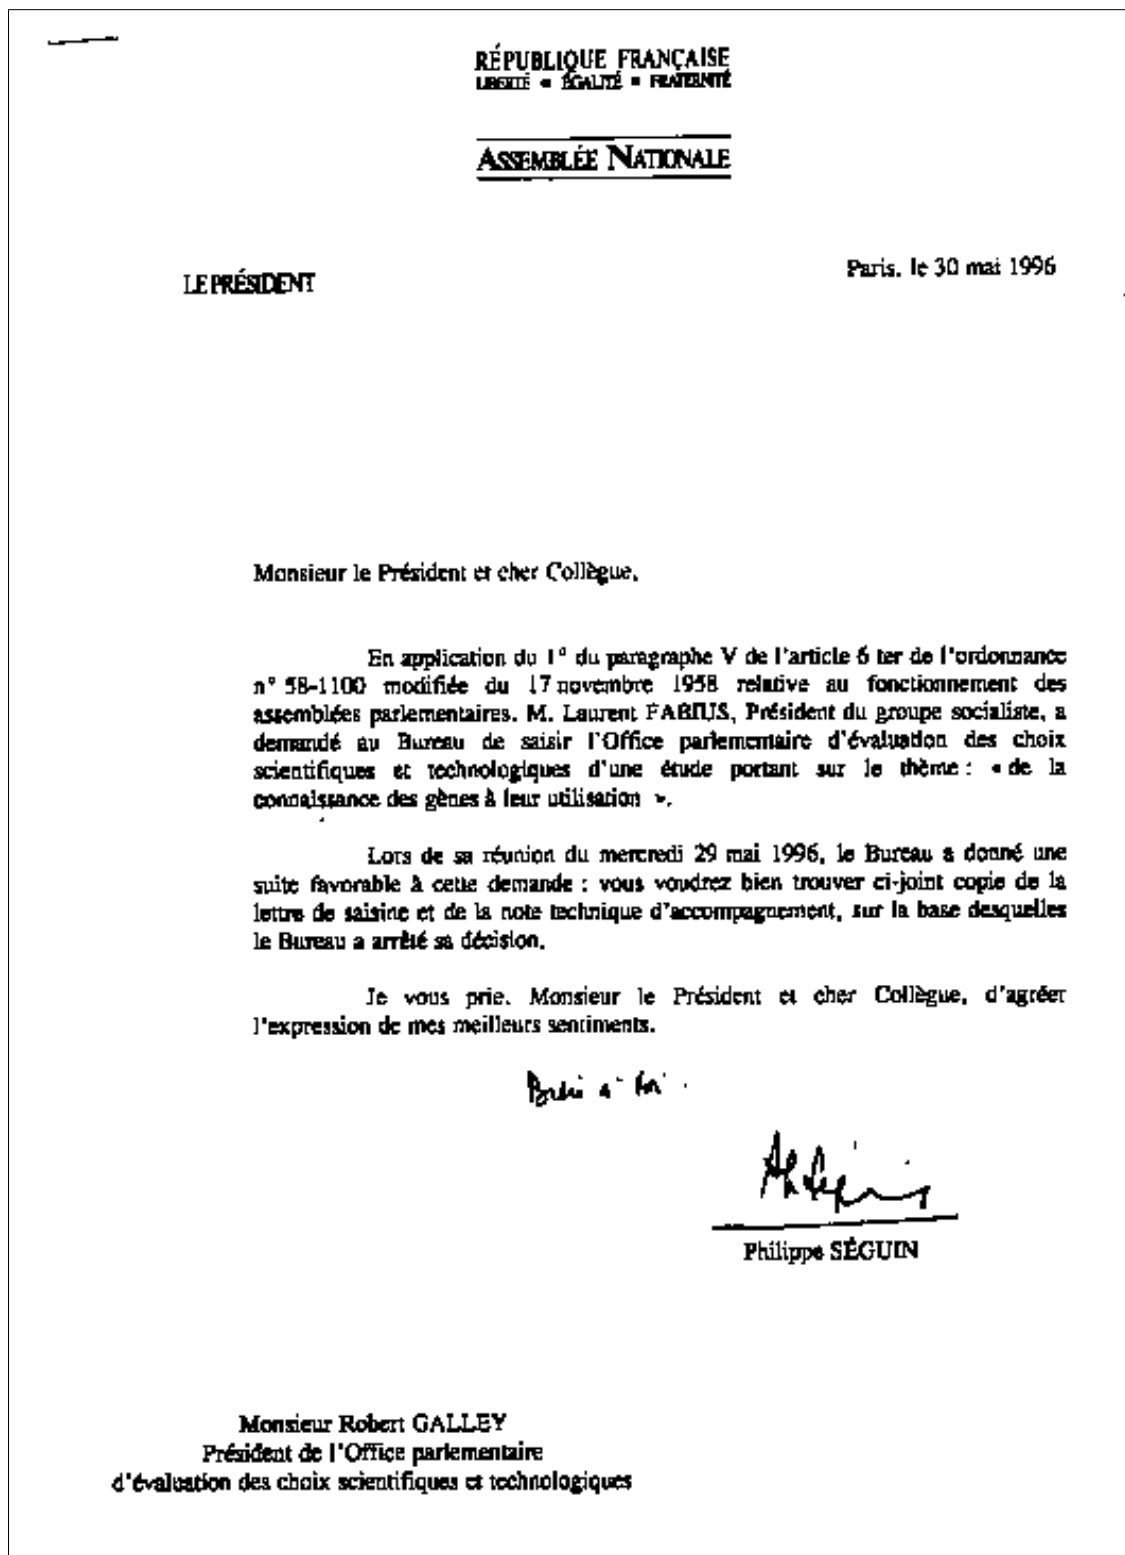 RÉPUBLIQUE FRANÇAISE
LIBERTÉ • ÉGALITÉ • FRATERNITÉ
ASSEMBLÉE NATIONALE
LE PRÉSIDENT
Paris, le 30 mai 1996
Monsieur le Président et cher Collègue,
En application du 1° du paragraphe V de l'article 6 ter de l'ordonnance
n° 58-1100 modifiée du 17 novembre 1958 relative au fonctionnement des
assemblées parlementaires, M. Laurent FABIUS, Président du groupe socialiste, a
demandé au Bureau de saisir l'Office parlementaire d'évaluation des choix
scientifiques et technologiques d'une étude portant sur le thème : « de la
connaissance des gènes à leur utilisation ».
Lors de sa réunion du mercredi 29 mai 1996, le Bureau a donné une
suite favorable à cette demande : vous voudrez bien trouver ci-joint copie de la
lettre de saisine et de la note technique d'accompagnement, sur la base desquelles
le Bureau a arrêté sa décision.
Je vous prie, Monsieur le Président et cher Collègue, d'agréer
l'expression de mes meilleurs sentiments.
Philippe SÉGUIN
Monsieur Robert GALLEY
Président de l'Office parlementaire
d'évaluation des choix scientifiques et technologiques